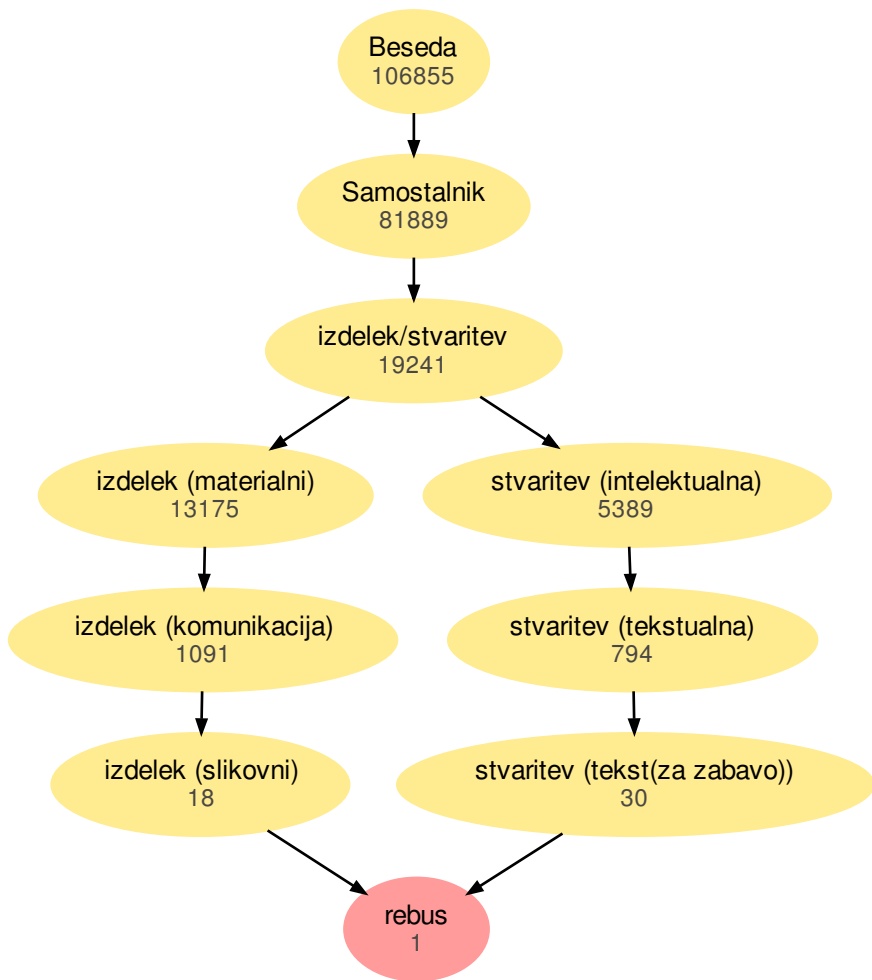 Beseda
106855
Samostalnik
81889
izdelek/stvaritev
19241
izdelek (materialni)
13175
stvaritev (intelektualna)
5389
izdelek (komunikacija)
1091
stvaritev (tekstualna)
794
izdelek (slikovni)
18
stvaritev (tekst(za zabavo))
30
rebus
1